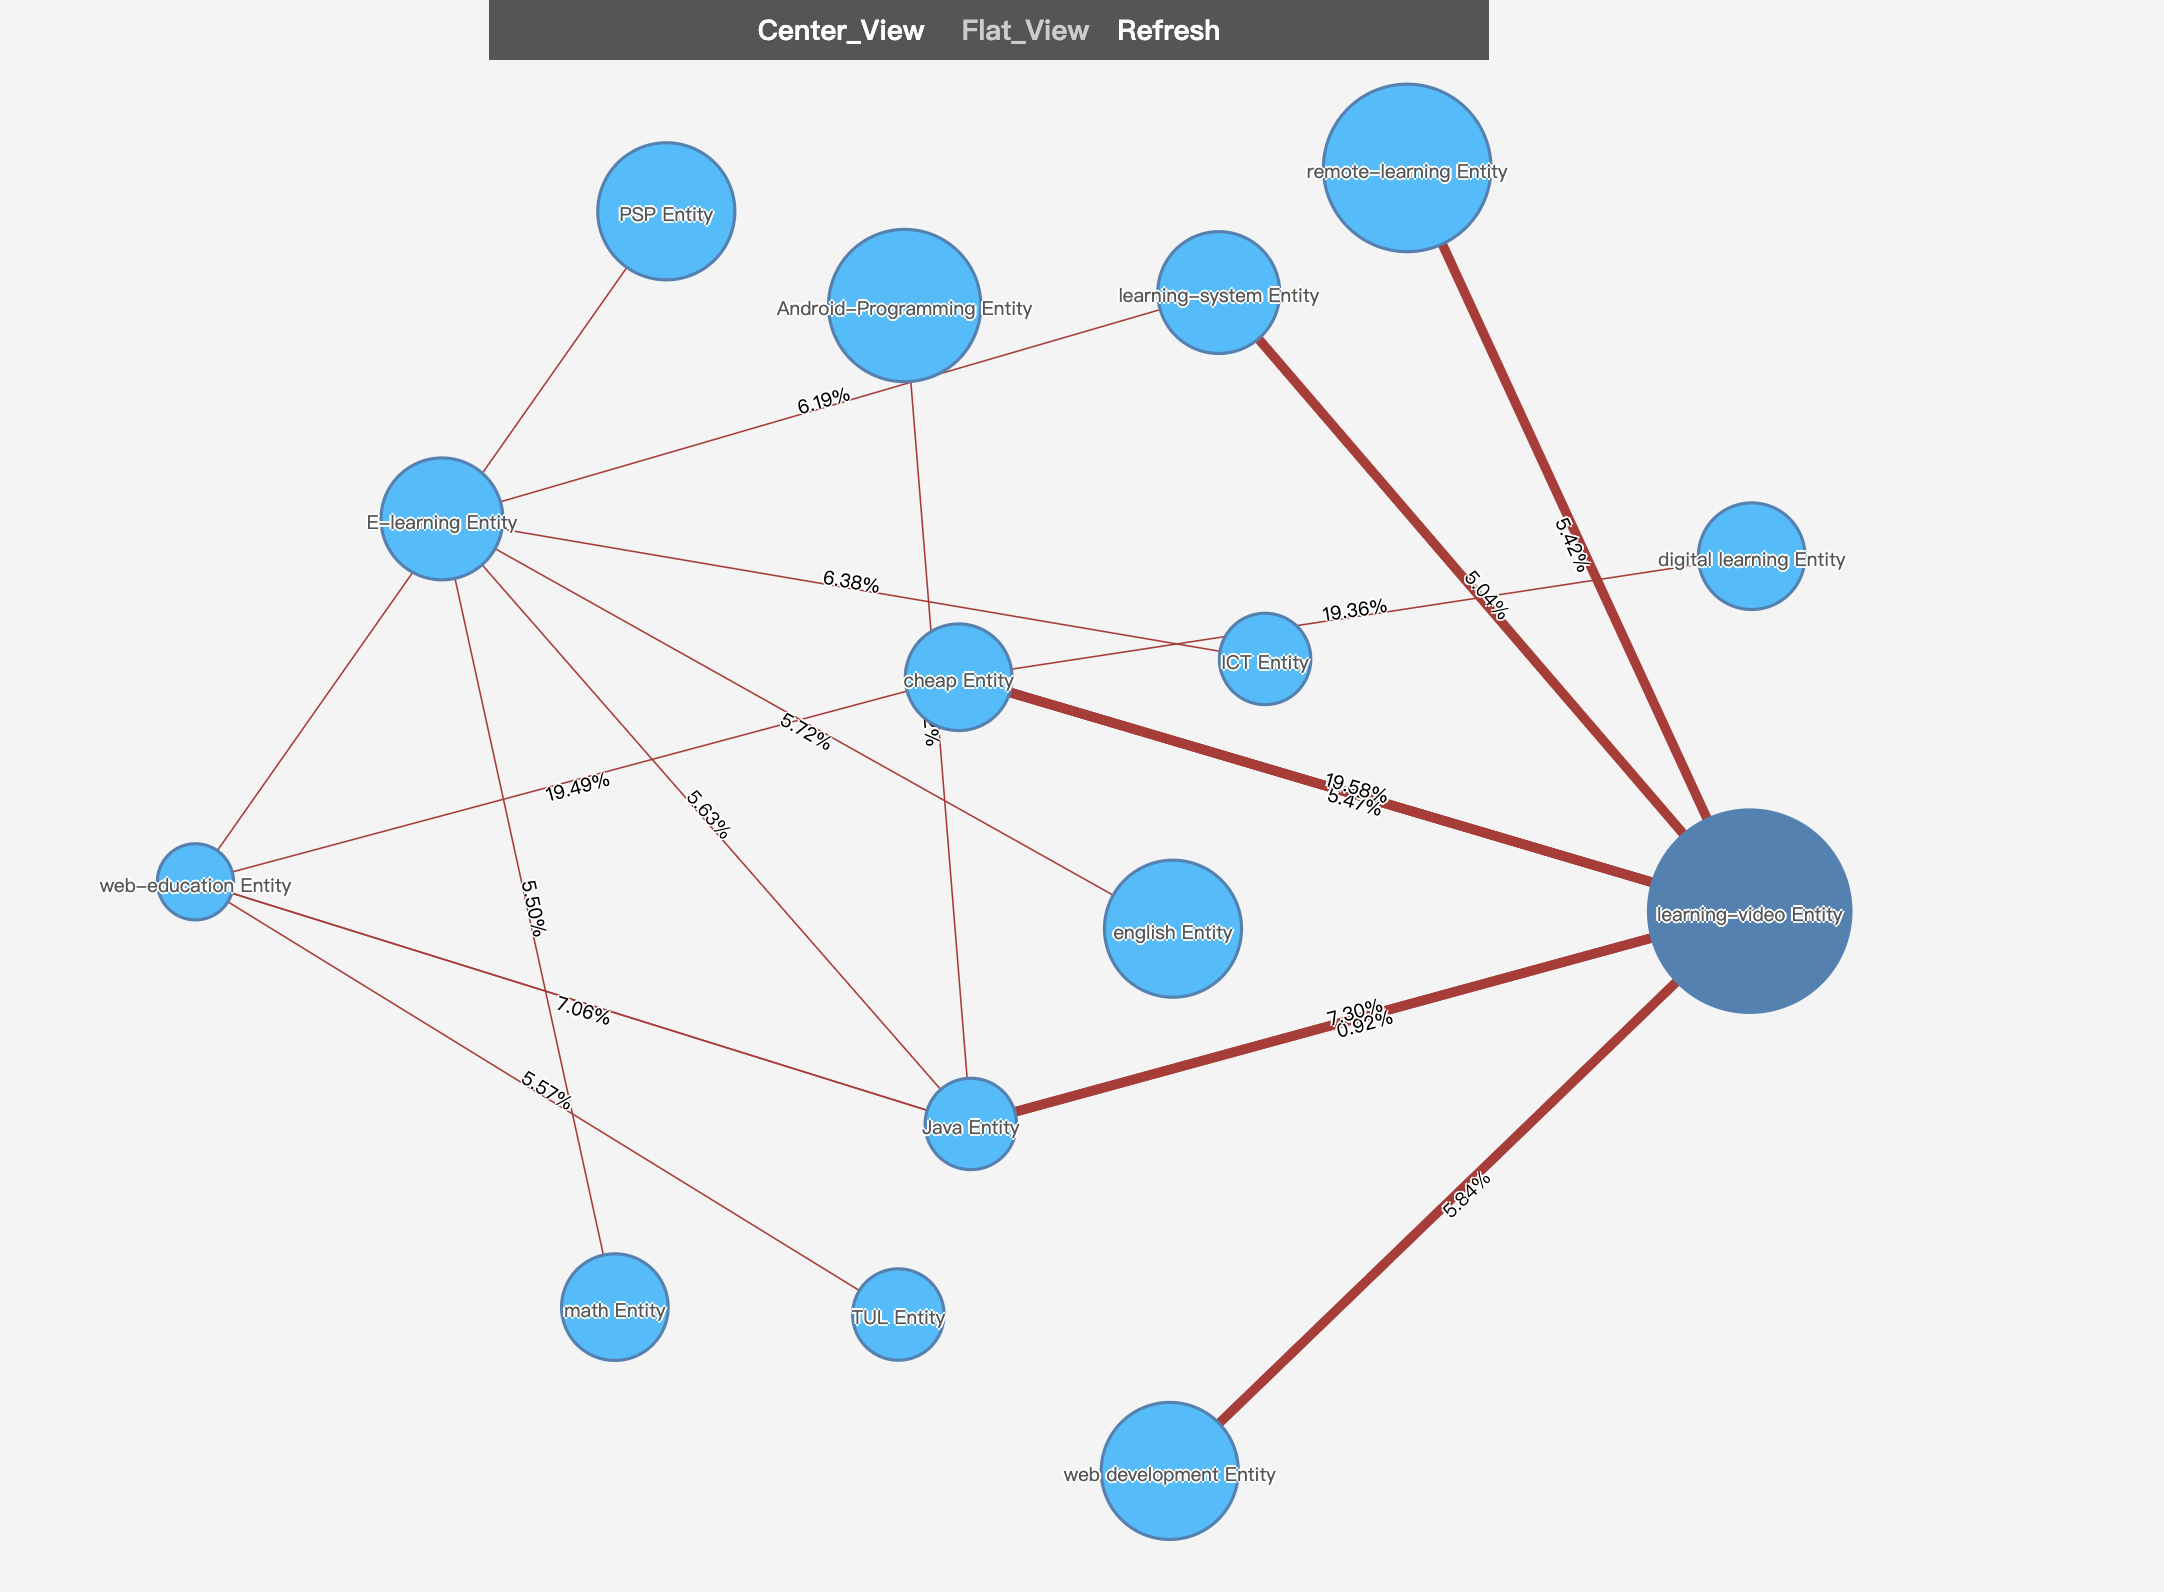 Center_View Flat_View Refresh
remote-learning Entity
PSP Entity
Android-Programming Entity
learning-system Entity
6.19%
E-learning Entity
5.42%
digital learning Entity
6.38%
5.04%
19.36%
ICT Entity
cheap Entity
5.72%
19.49%
19.58%
5.47%
5.63%
web-education Entity
5.50%
learning-video Entity
english Entity
7.06%
7.30%
0.92%
5.57%
Java Entity
5.84%
math Entity
TUL Entity
web development Entity